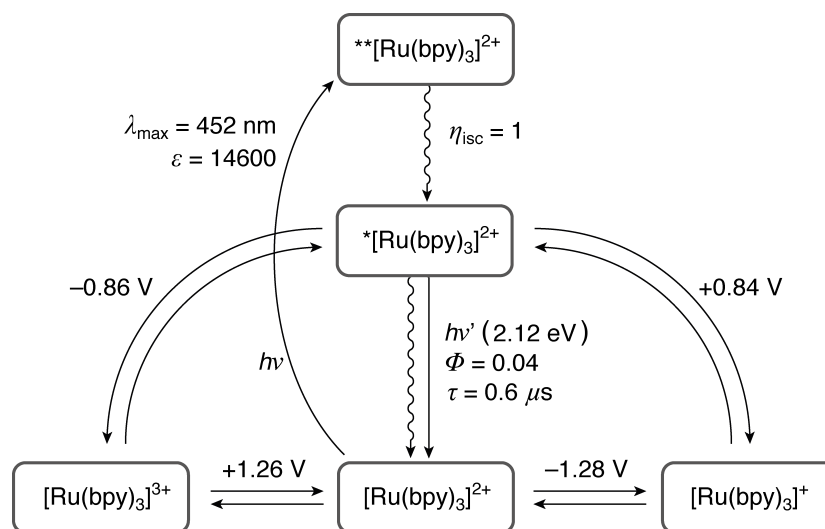 **[Ru(bpy)₃]²⁺
λmax = 452 nm
ε = 14600
ηisc = 1
*[Ru(bpy)₃]²⁺
–0.86 V
+0.84 V
hν
hν’ (2.12 eV)
Φ = 0.04
τ = 0.6 μs
+1.26 V
–1.28 V
[Ru(bpy)₃]³⁺
[Ru(bpy)₃]²⁺
[Ru(bpy)₃]⁺